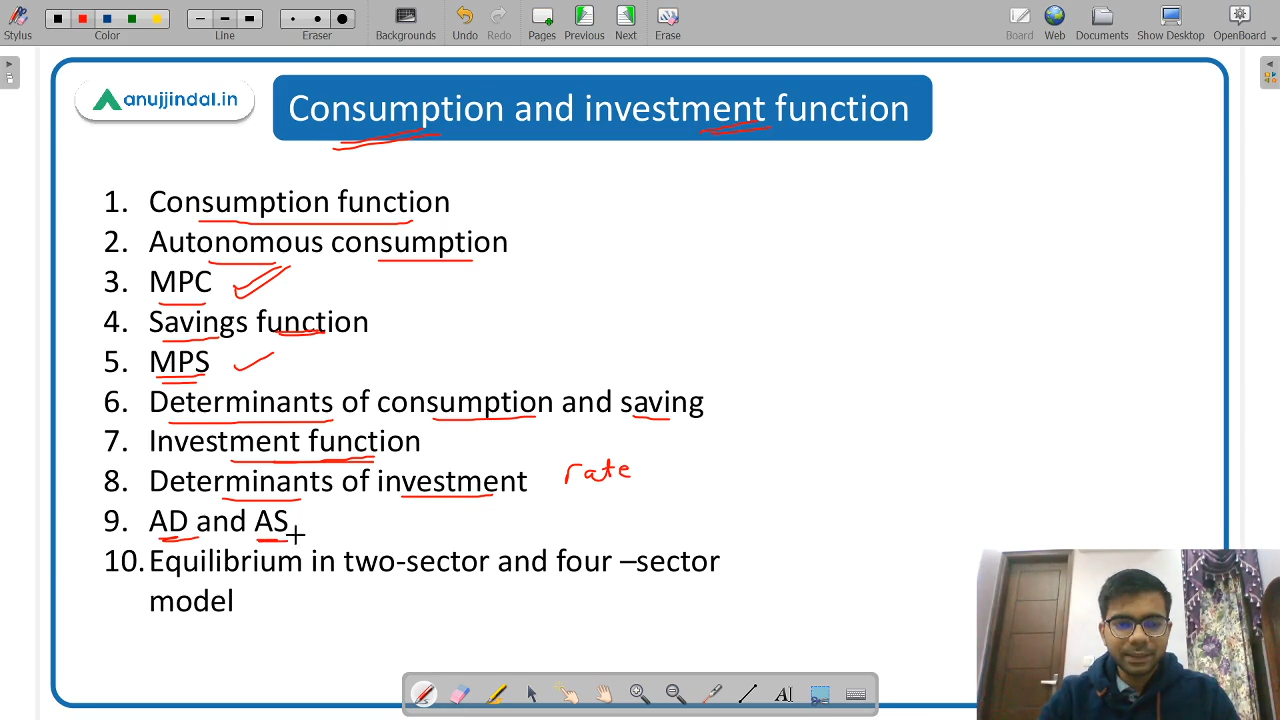 Stylus
Color
Line
Eraser
Backgrounds
Undo
Redo
Pages
Previous
Next
Erase
Board
Web
Documents
Show Desktop
OpenBoard
anujjindal.in
Consumption and investment function
1. Consumption function
2. Autonomous consumption
3. MPC
4. Savings function
5. MPS
6. Determinants of consumption and saving
7. Investment function
8. Determinants of investment rate
9. AD and AS
10. Equilibrium in two-sector and four –sector
model
AI